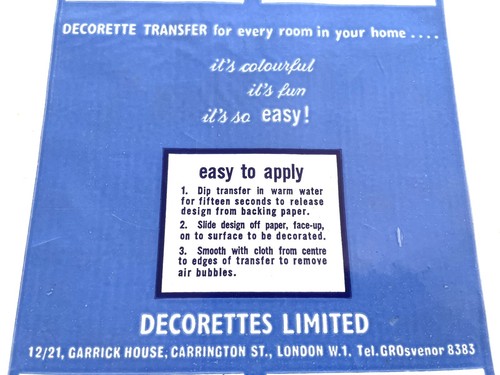 DECORETTE TRANSFER for every room in your home ....
it's colourful
it's fun
it's so easy!
easy to apply
1. Dip transfer in warm water
for fifteen seconds to release
design from backing paper.
2. Slide design off paper, face-up,
on to surface to be decorated.
3. Smooth with cloth from centre
to edges of transfer to remove
air bubbles.
DECORETTES LIMITED
12/21, GARRICK HOUSE, CARRINGTON ST., LONDON W.1. Tel. GROsvenor 8383